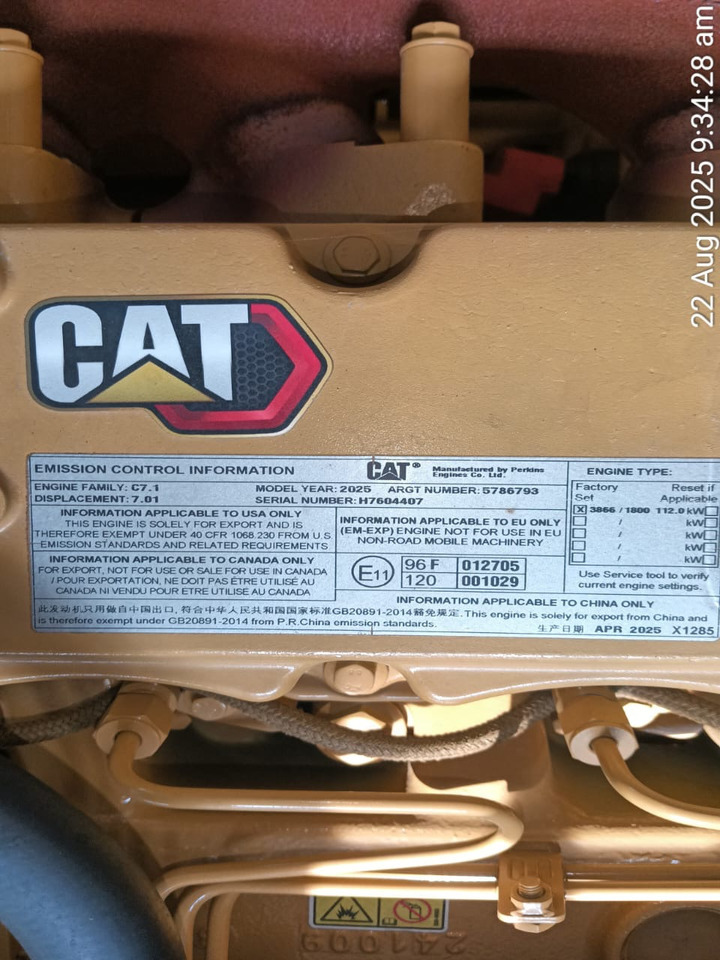 22 Aug 2025 9:34:28 am
CAT
EMISSION CONTROL INFORMATION
CAT® Manufactured by Perkins
Engines Co. Ltd.
ENGINE FAMILY: C7.1 MODEL YEAR: 2025 ARGT NUMBER: 5786793
DISPLACEMENT: 7.01 SERIAL NUMBER: H7604407
INFORMATION APPLICABLE TO USA ONLY
THIS ENGINE IS SOLELY FOR EXPORT AND IS
THEREFORE EXEMPT UNDER 40 CFR 1068.230 FROM U.S
EMISSION STANDARDS AND RELATED REQUIREMENTS
INFORMATION APPLICABLE TO CANADA ONLY
FOR EXPORT, NOT FOR USE OR SALE FOR USE IN CANADA
/ POUR EXPORTATION, NE DOIT PAS ÊTRE UTILISÉ AU
CANADA NI VENDU POUR ETRE UTILISÉ AU CANADA
INFORMATION APPLICABLE TO EU ONLY
(EM-EXP) ENGINE NOT FOR USE IN EU
NON-ROAD MOBILE MACHINERY
E11 96 F 012705
120 001029
ENGINE TYPE:
Factory Reset if
Set Applicable
X 3866 / 1800 112.0 kW
/ kW
/ kW
/ kW
/ kW
Use Service tool to verify
current engine settings.
INFORMATION APPLICABLE TO CHINA ONLY
此发动机只用做自中国出口, 符合中华人民共和国国家标准GB20891-2014豁免规定.This engine is solely for export from China and
is therefore exempt under GB20891-2014 from P.R.China emission standards.
生产日期 APR 2025 X1285
241009